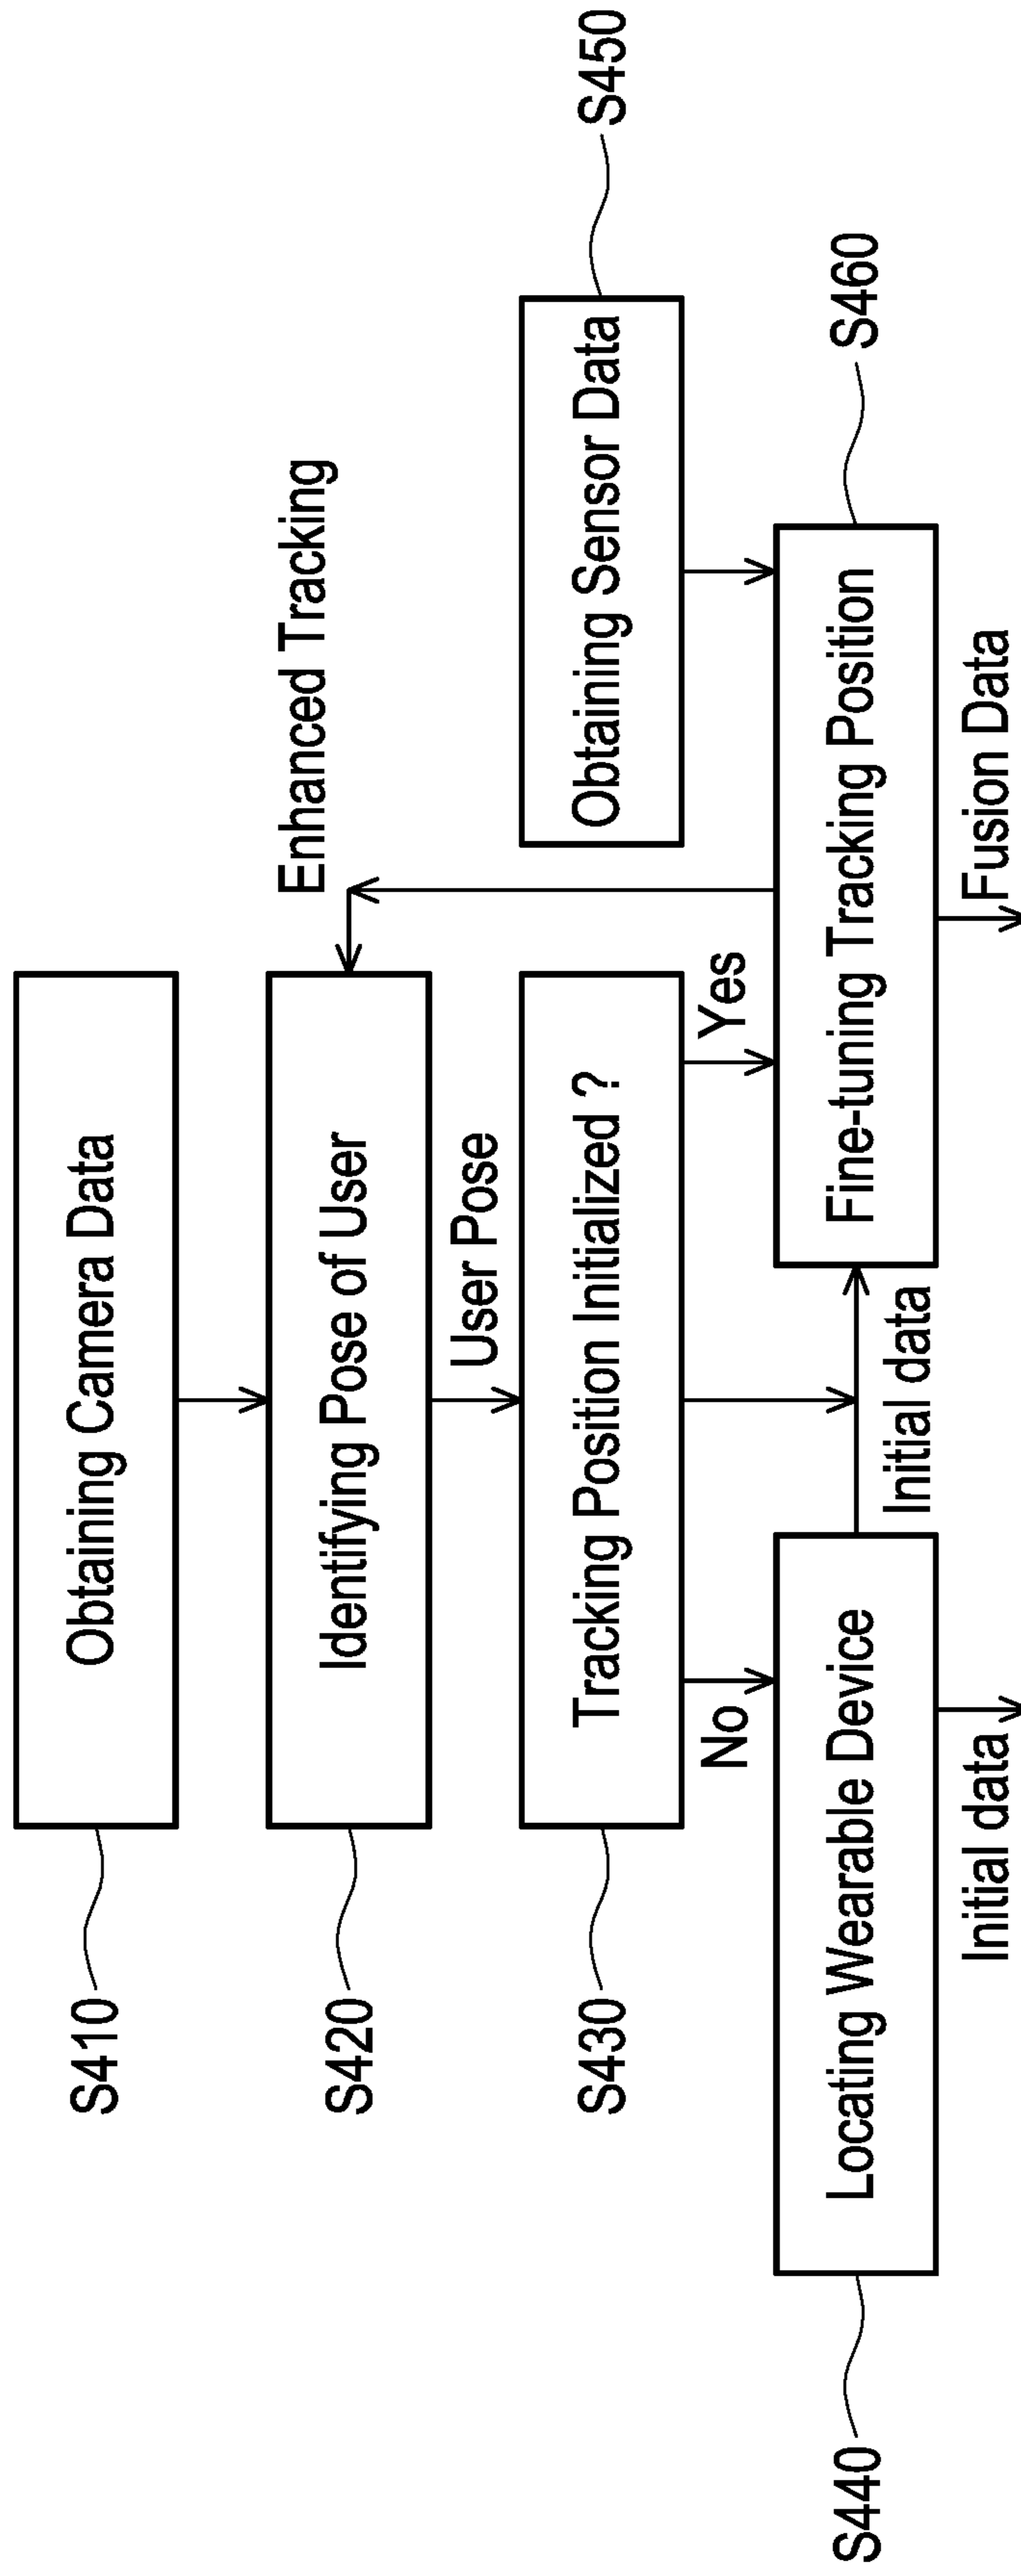 S410
Obtaining Camera Data
S420
Identifying Pose of User
Enhanced Tracking
User Pose
S430
Tracking Position Initialized ?
Obtaining Sensor Data
S450
No
Yes
S440
Locating Wearable Device
Initial data
Fine-tuning Tracking Position
S460
Initial data
Fusion Data